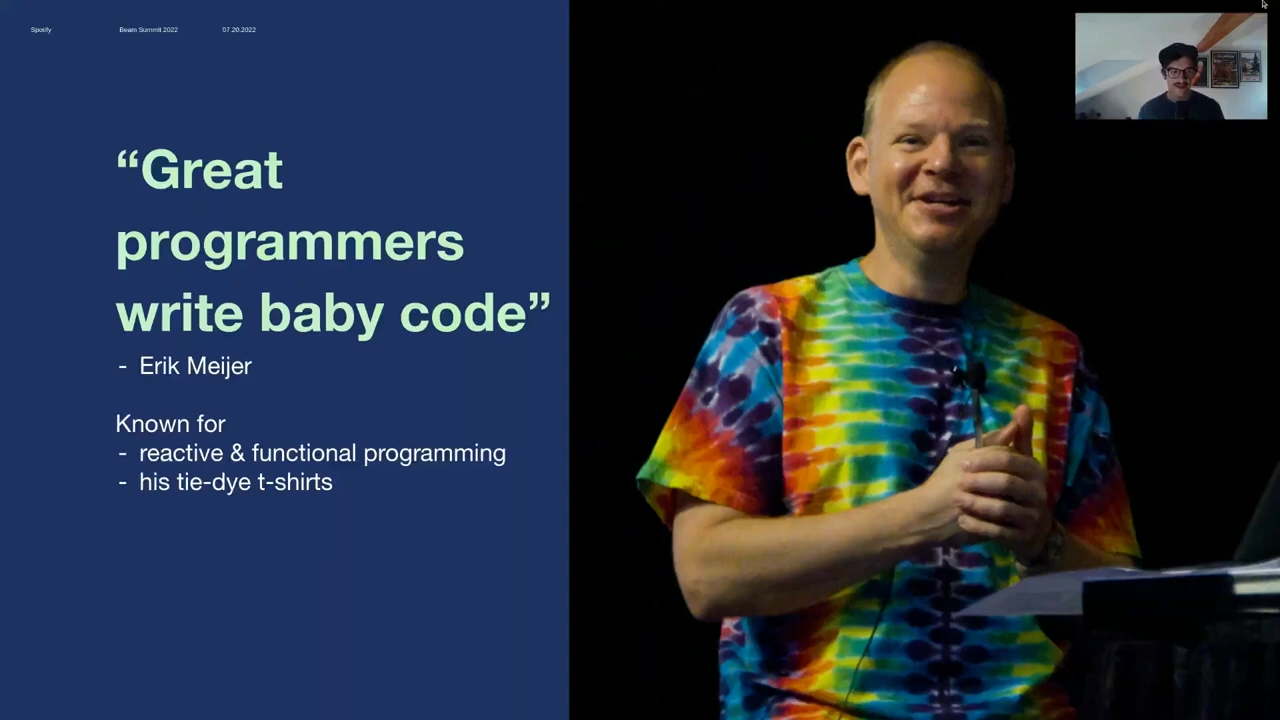 Spotify Beam Summit 2022 07.20.2022
“Great
programmers
write baby code”
- Erik Meijer
Known for
- reactive & functional programming
- his tie-dye t-shirts